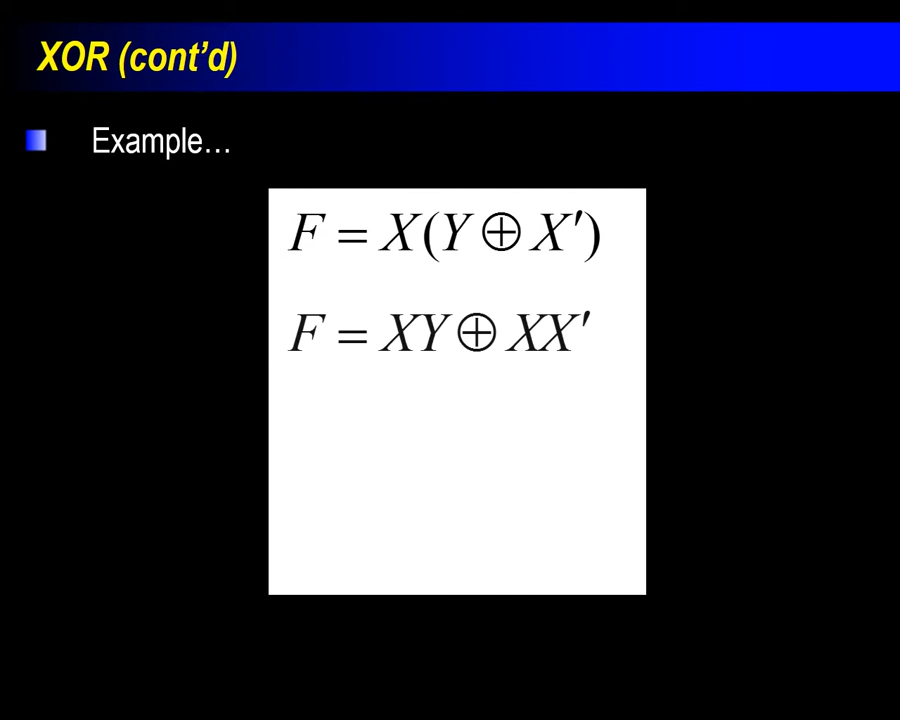 XOR (cont’d)
Example…
F = X(Y ⊕ X′)
F = XY ⊕ XX′